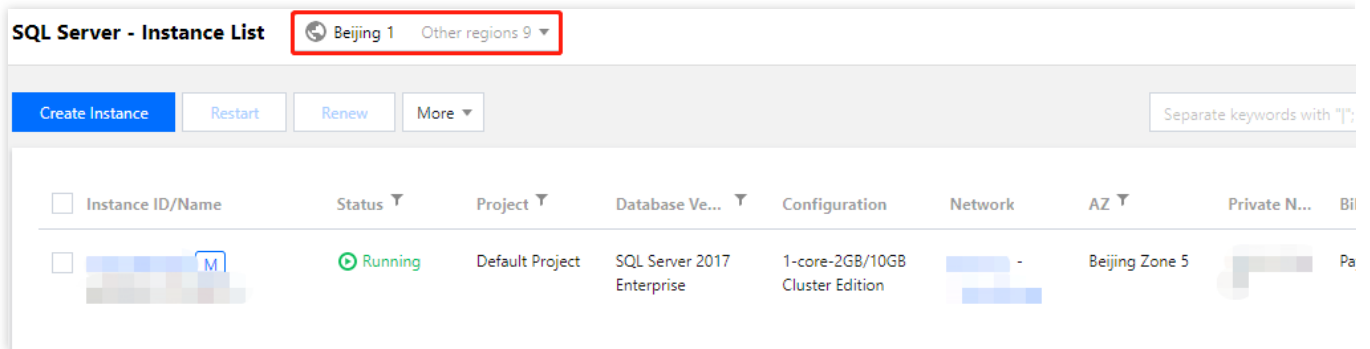 SQL Server - Instance List Beijing 1 Other regions 9
Create Instance Restart Renew More Separate keywords with "|";
Instance ID/Name Status Project Database Ve... Configuration Network AZ Private N... Bil
M Running Default Project SQL Server 2017 1-core-2GB/10GB - Beijing Zone 5 Pa
Enterprise Cluster Edition